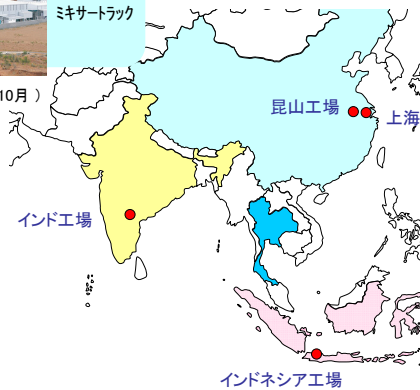 ミキサートラック
10月 ）
昆山工場
上海
インド工場
インドネシア工場